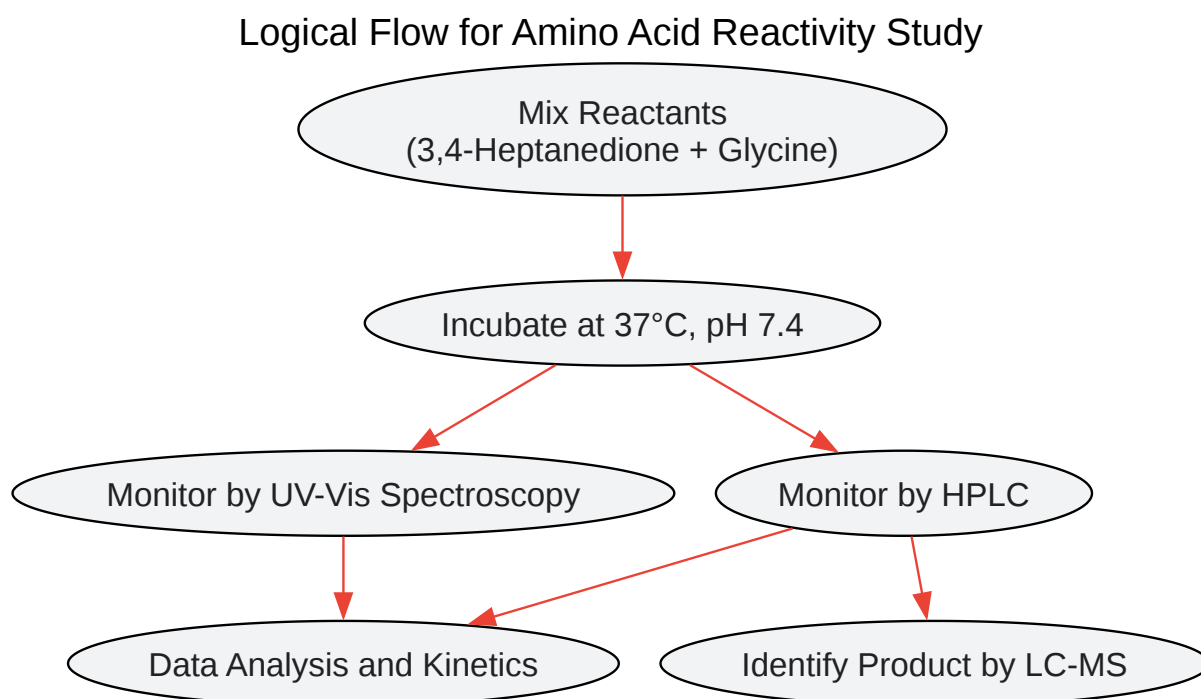 Logical Flow for Amino Acid Reactivity Study
Mix Reactants
(3,4-Heptanedione + Glycine)
Incubate at 37°C, pH 7.4
Monitor by UV-Vis Spectroscopy
Monitor by HPLC
Data Analysis and Kinetics
Identify Product by LC-MS